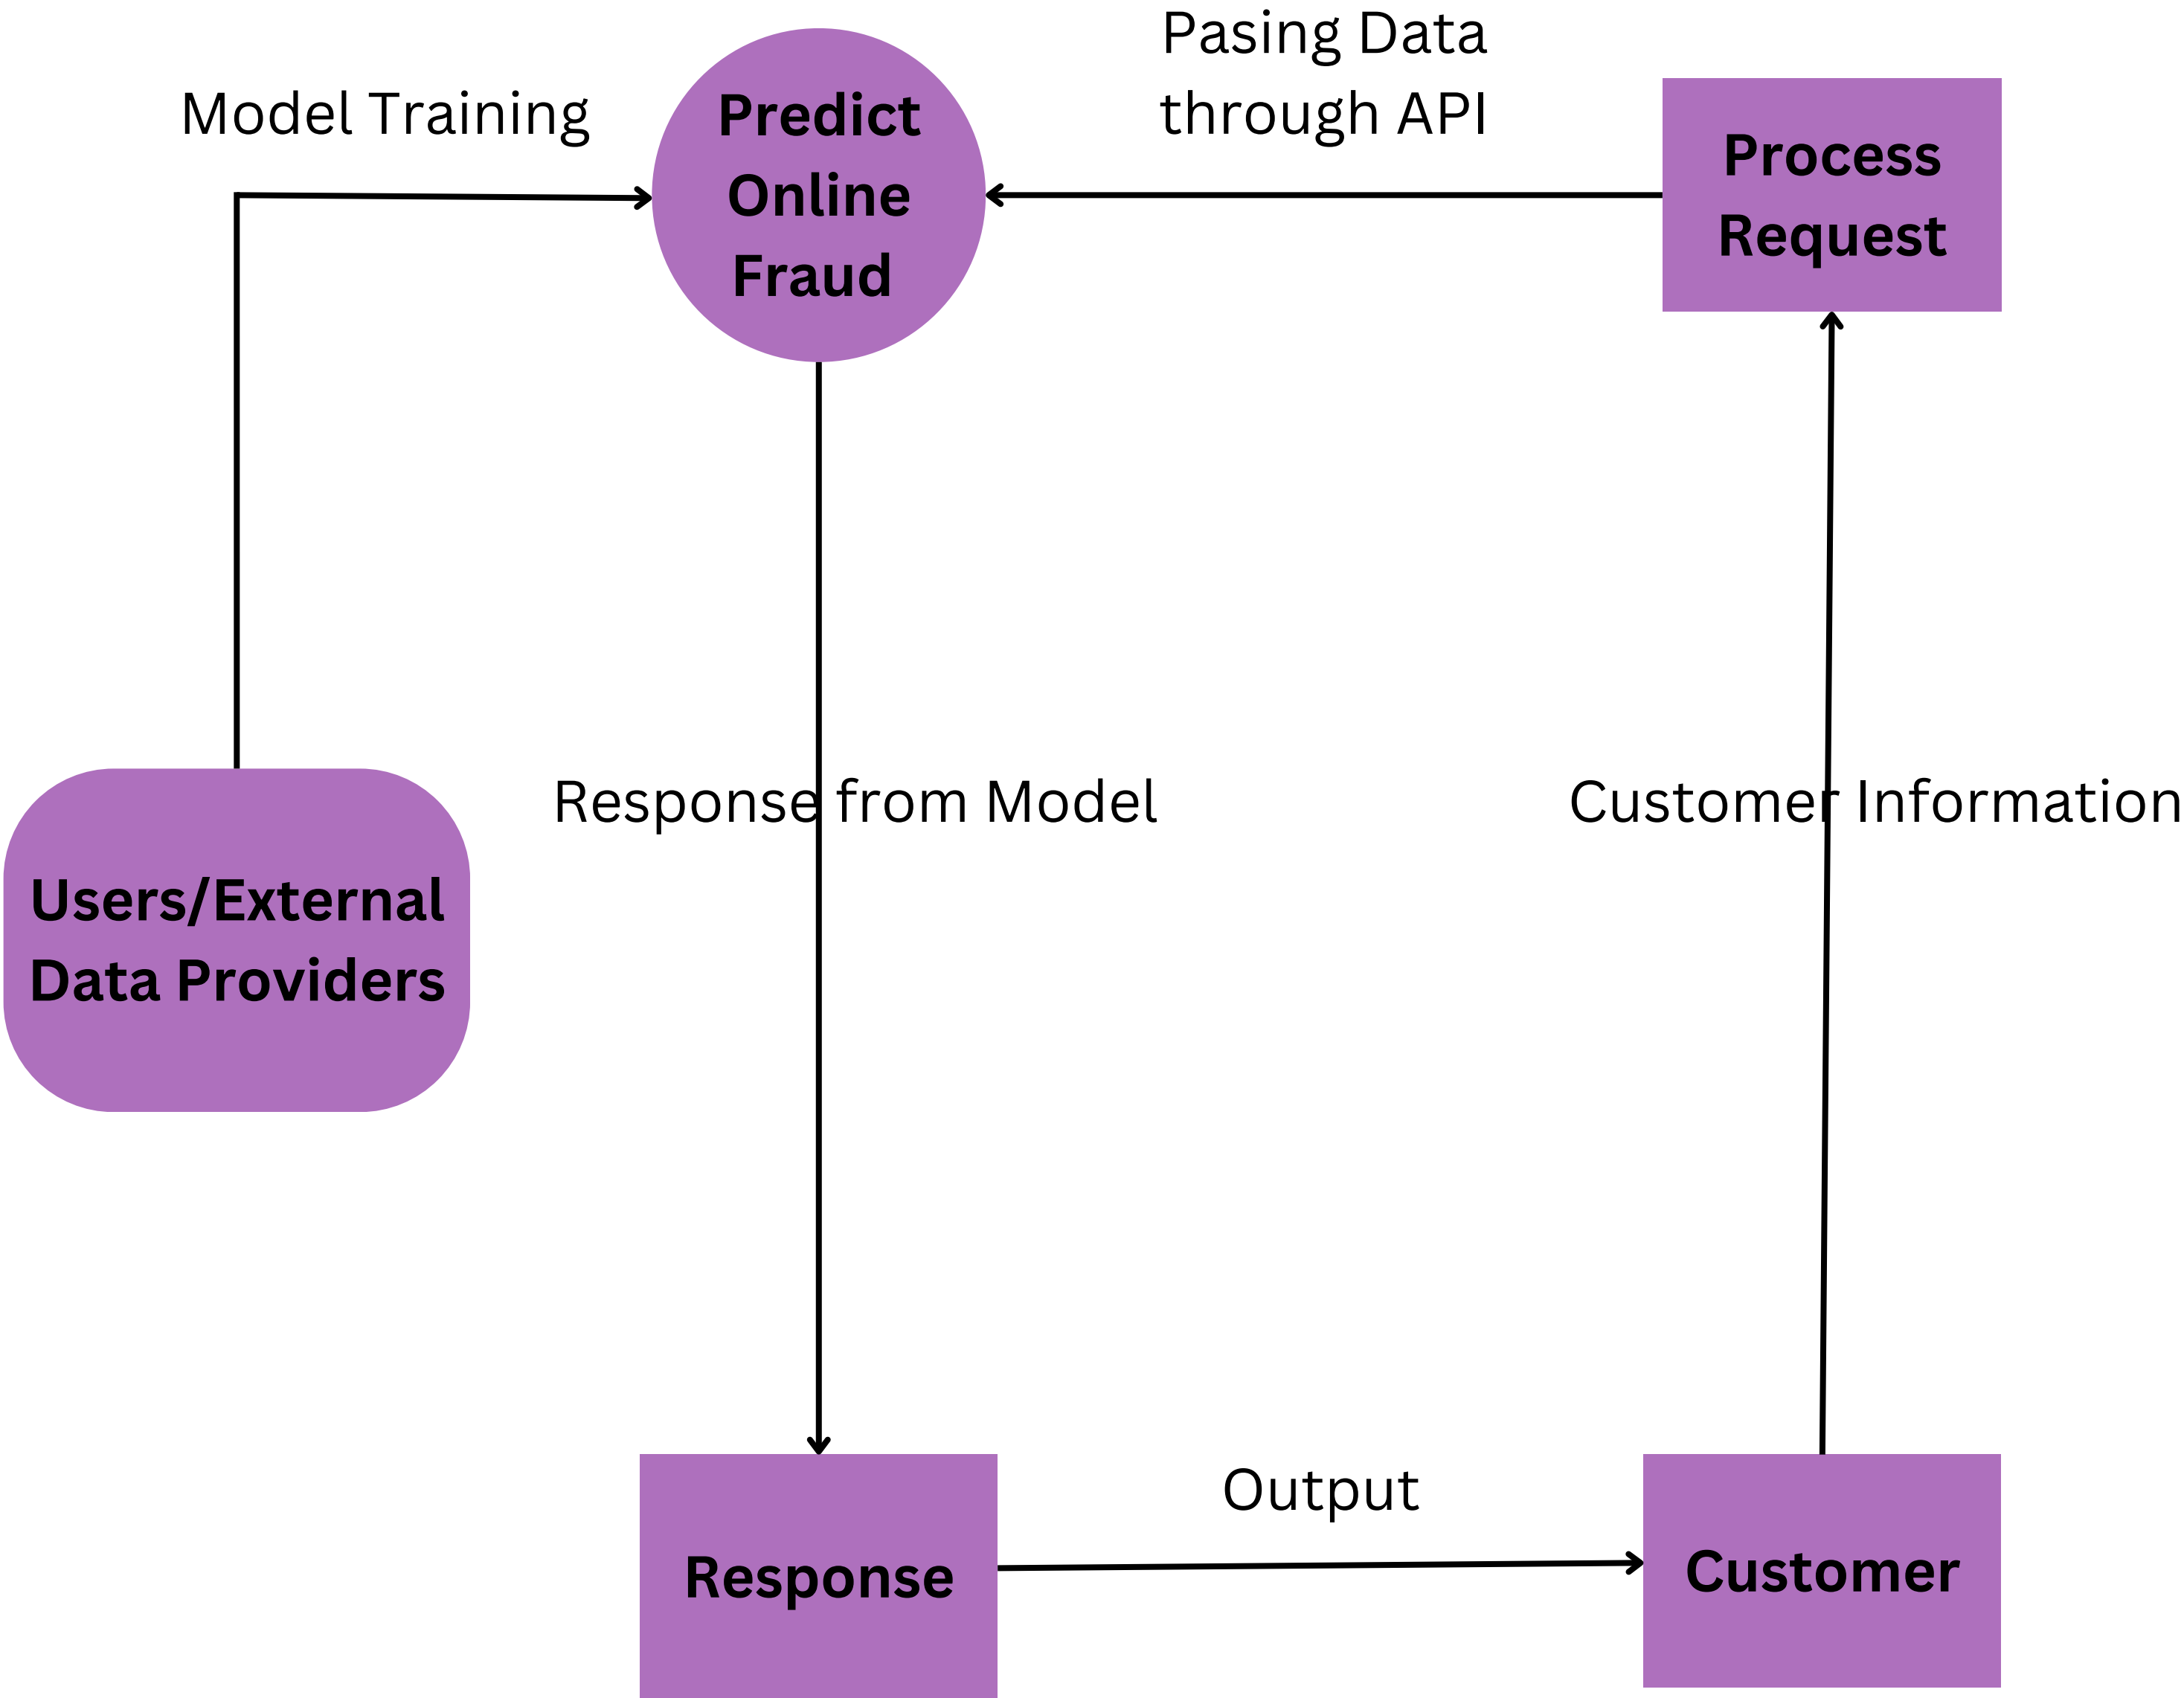 Model Training
Predict
Online
Fraud
Pasing Data
through API
Process
Request
Users/External
Data Providers
Response from Model
Customer Information
Response
Output
Customer